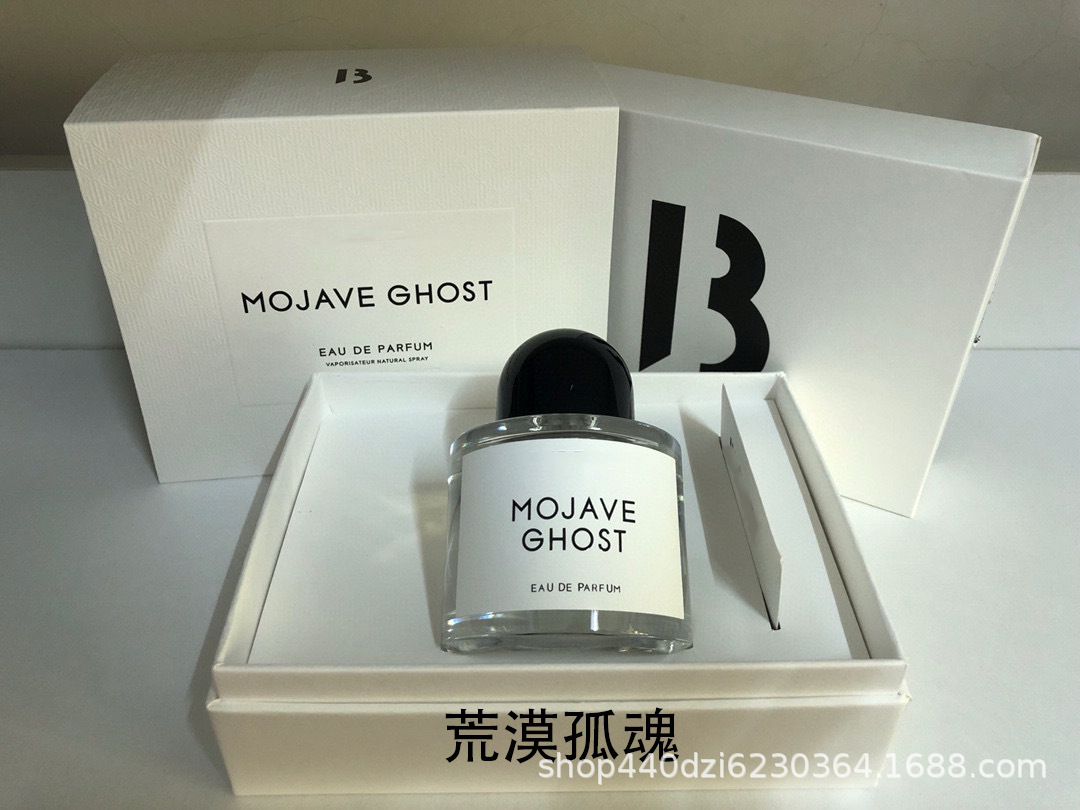 B
MOJAVE GHOST
EAU DE PARFUM
VAPORISATEUR NATURAL SPRAY
B
MOJAVE
GHOST
EAU DE PARFUM
荒漠孤魂
shop440dzi6230364.1688.com